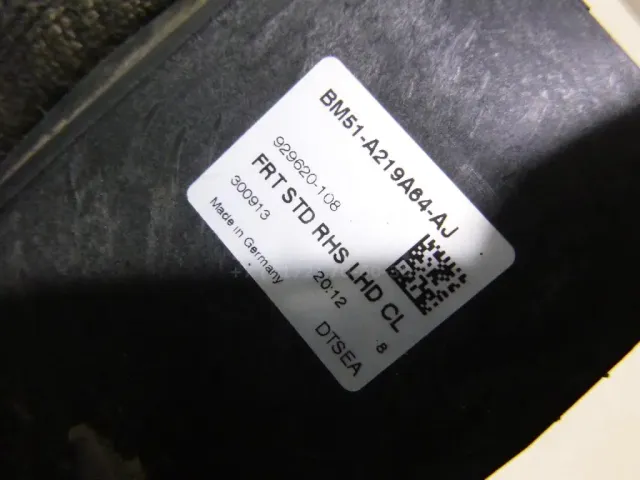 BM51-A219A64-AJ
929620-108
FRT STD RHS LHD CL
300913 20:12 8
Made in Germany DTSEA